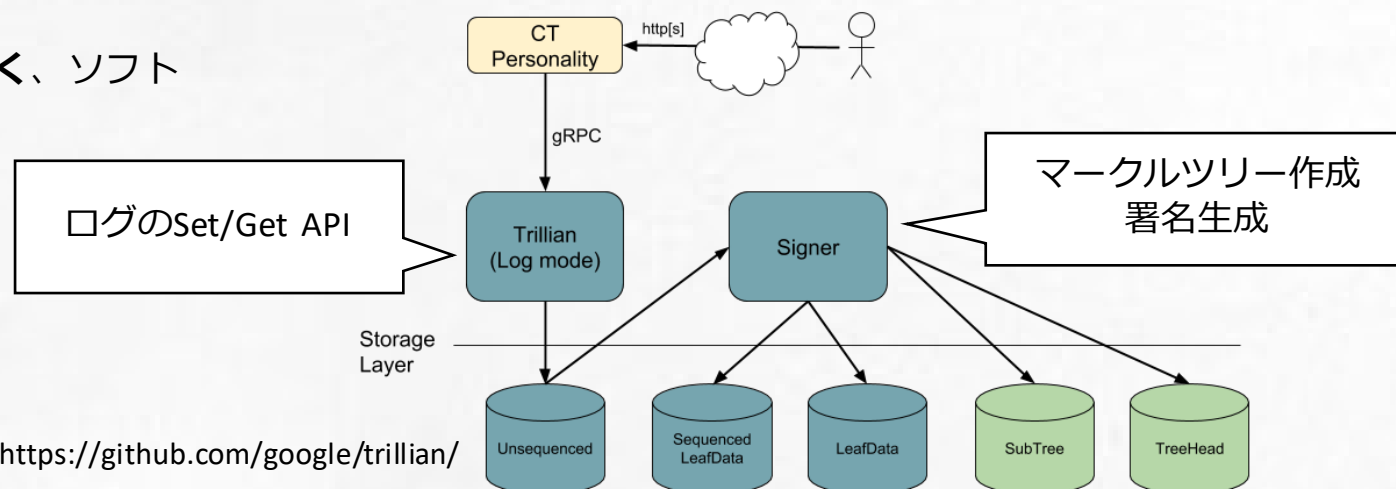 く、ソフト
CT
Personality
http[s]
gRPC
ログのSet/Get API
Trillian
(Log mode)
Signer
マークルツリー作成
署名生成
Storage
Layer
Unsequenced
Sequenced
LeafData
LeafData
SubTree
TreeHead
https://github.com/google/trillian/